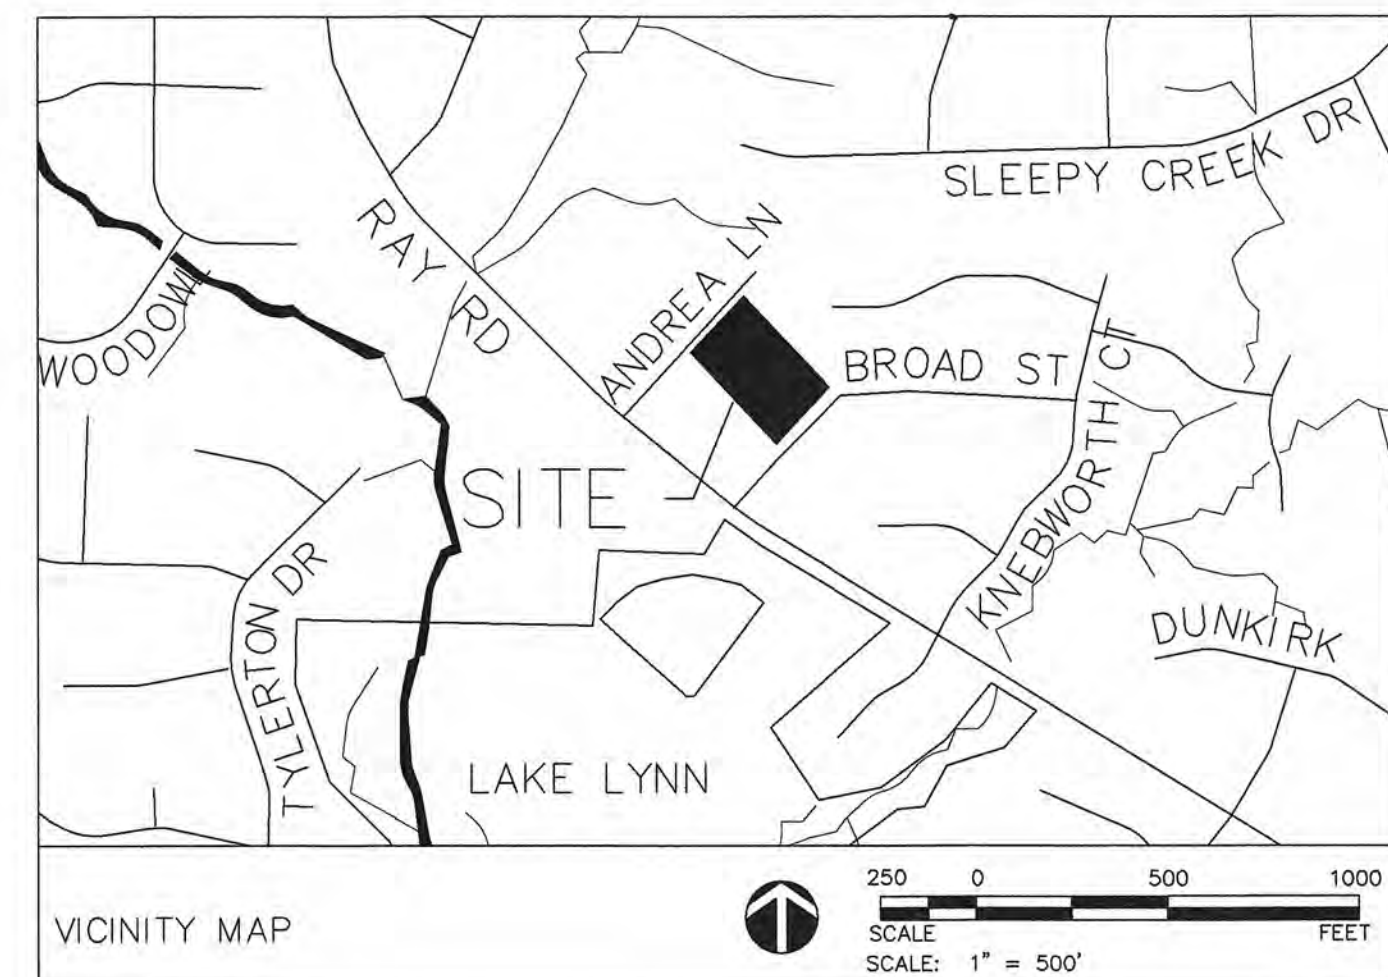 SLEEPY CREEK DR
RAY RD
ANDREA LN
WOODOWL
BROAD ST
KNEBWORTH CT
SITE
TYLERTON DR
DUNKIRK
LAKE LYNN
VICINITY MAP
250 0 500 1000
SCALE FEET
SCALE: 1" = 500'